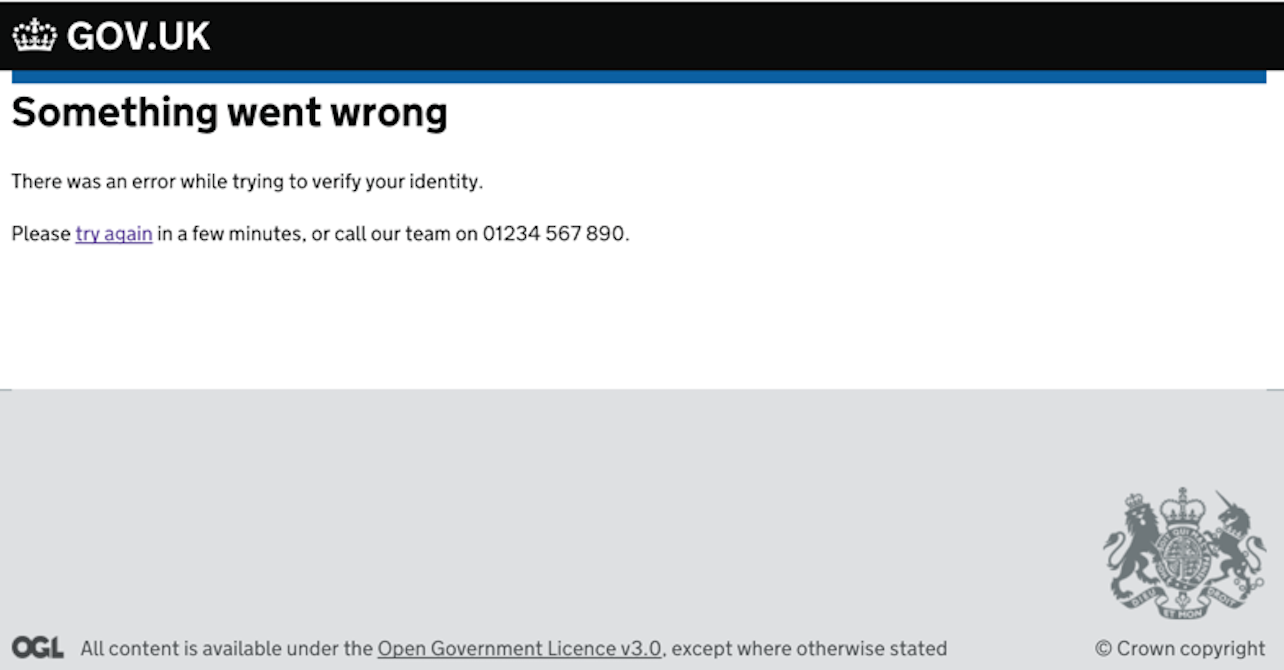 GOV.UK
Something went wrong
There was an error while trying to verify your identity.
Please try again in a few minutes, or call our team on 01234 567 890.
DIEU ET MON DROIT
OGL All content is available under the Open Government Licence v3.0, except where otherwise stated
© Crown copyright